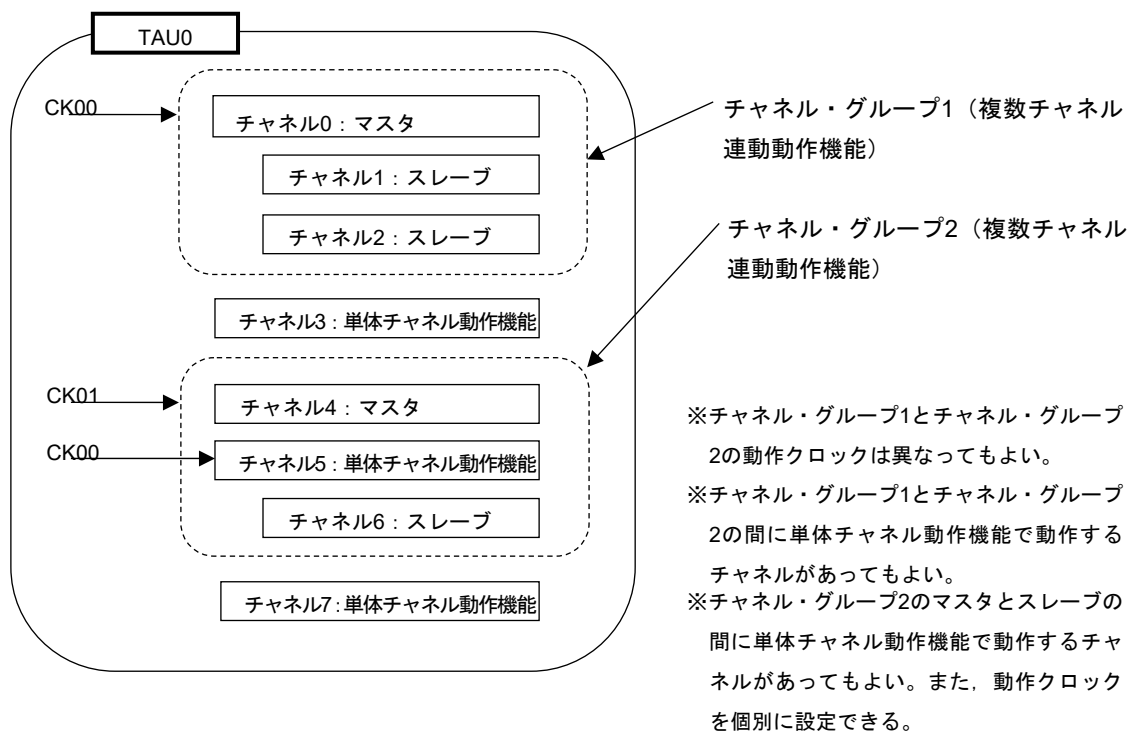 TAU0
CK00
チャネル0：マスタ
チャネル1：スレーブ
チャネル2：スレーブ
チャネル・グループ1（複数チャネル
連動動作機能）
チャネル・グループ2（複数チャネル
連動動作機能）
チャネル3：単体チャネル動作機能
CK01
チャネル4：マスタ
CK00
チャネル5：単体チャネル動作機能
チャネル6：スレーブ
チャネル7：単体チャネル動作機能
※チャネル・グループ1とチャネル・グループ
2の動作クロックは異なってもよい。
※チャネル・グループ1とチャネル・グループ
2の間に単体チャネル動作機能で動作する
チャネルがあってもよい。
※チャネル・グループ2のマスタとスレーブの
間に単体チャネル動作機能で動作するチャ
ネルがあってもよい。また，動作クロック
を個別に設定できる。